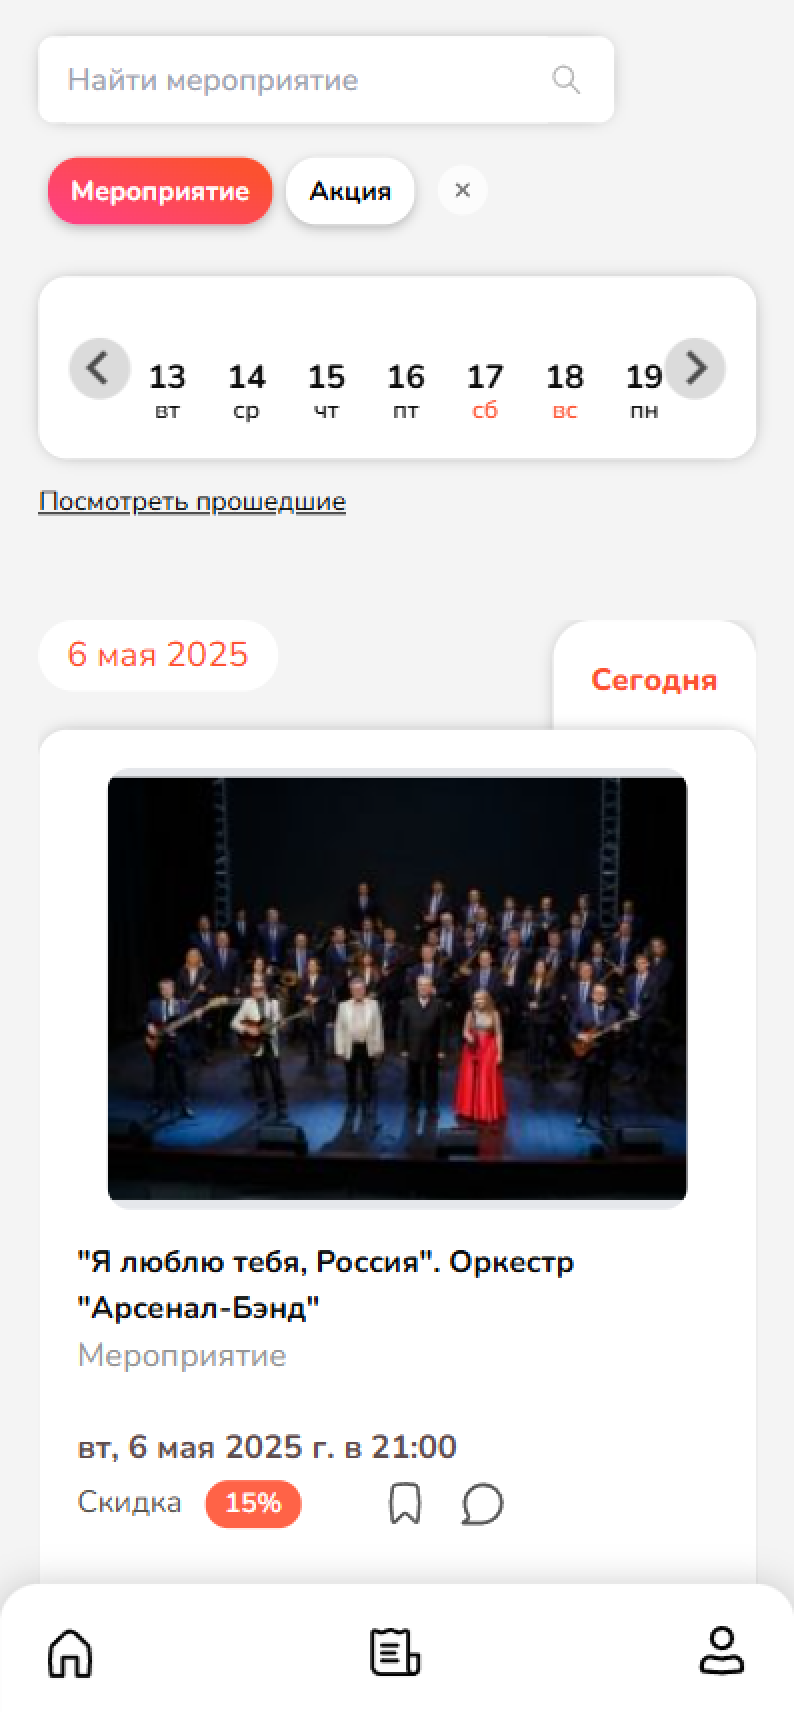 Найти мероприятие
Мероприятие Акция ×
13 14 15 16 17 18 19
вт ср чт пт сб вс пн
Посмотреть прошедшие
6 мая 2025
Сегодня
"Я люблю тебя, Россия". Оркестр
"Арсенал-Бэнд"
Мероприятие
вт, 6 мая 2025 г. в 21:00
Скидка 15%